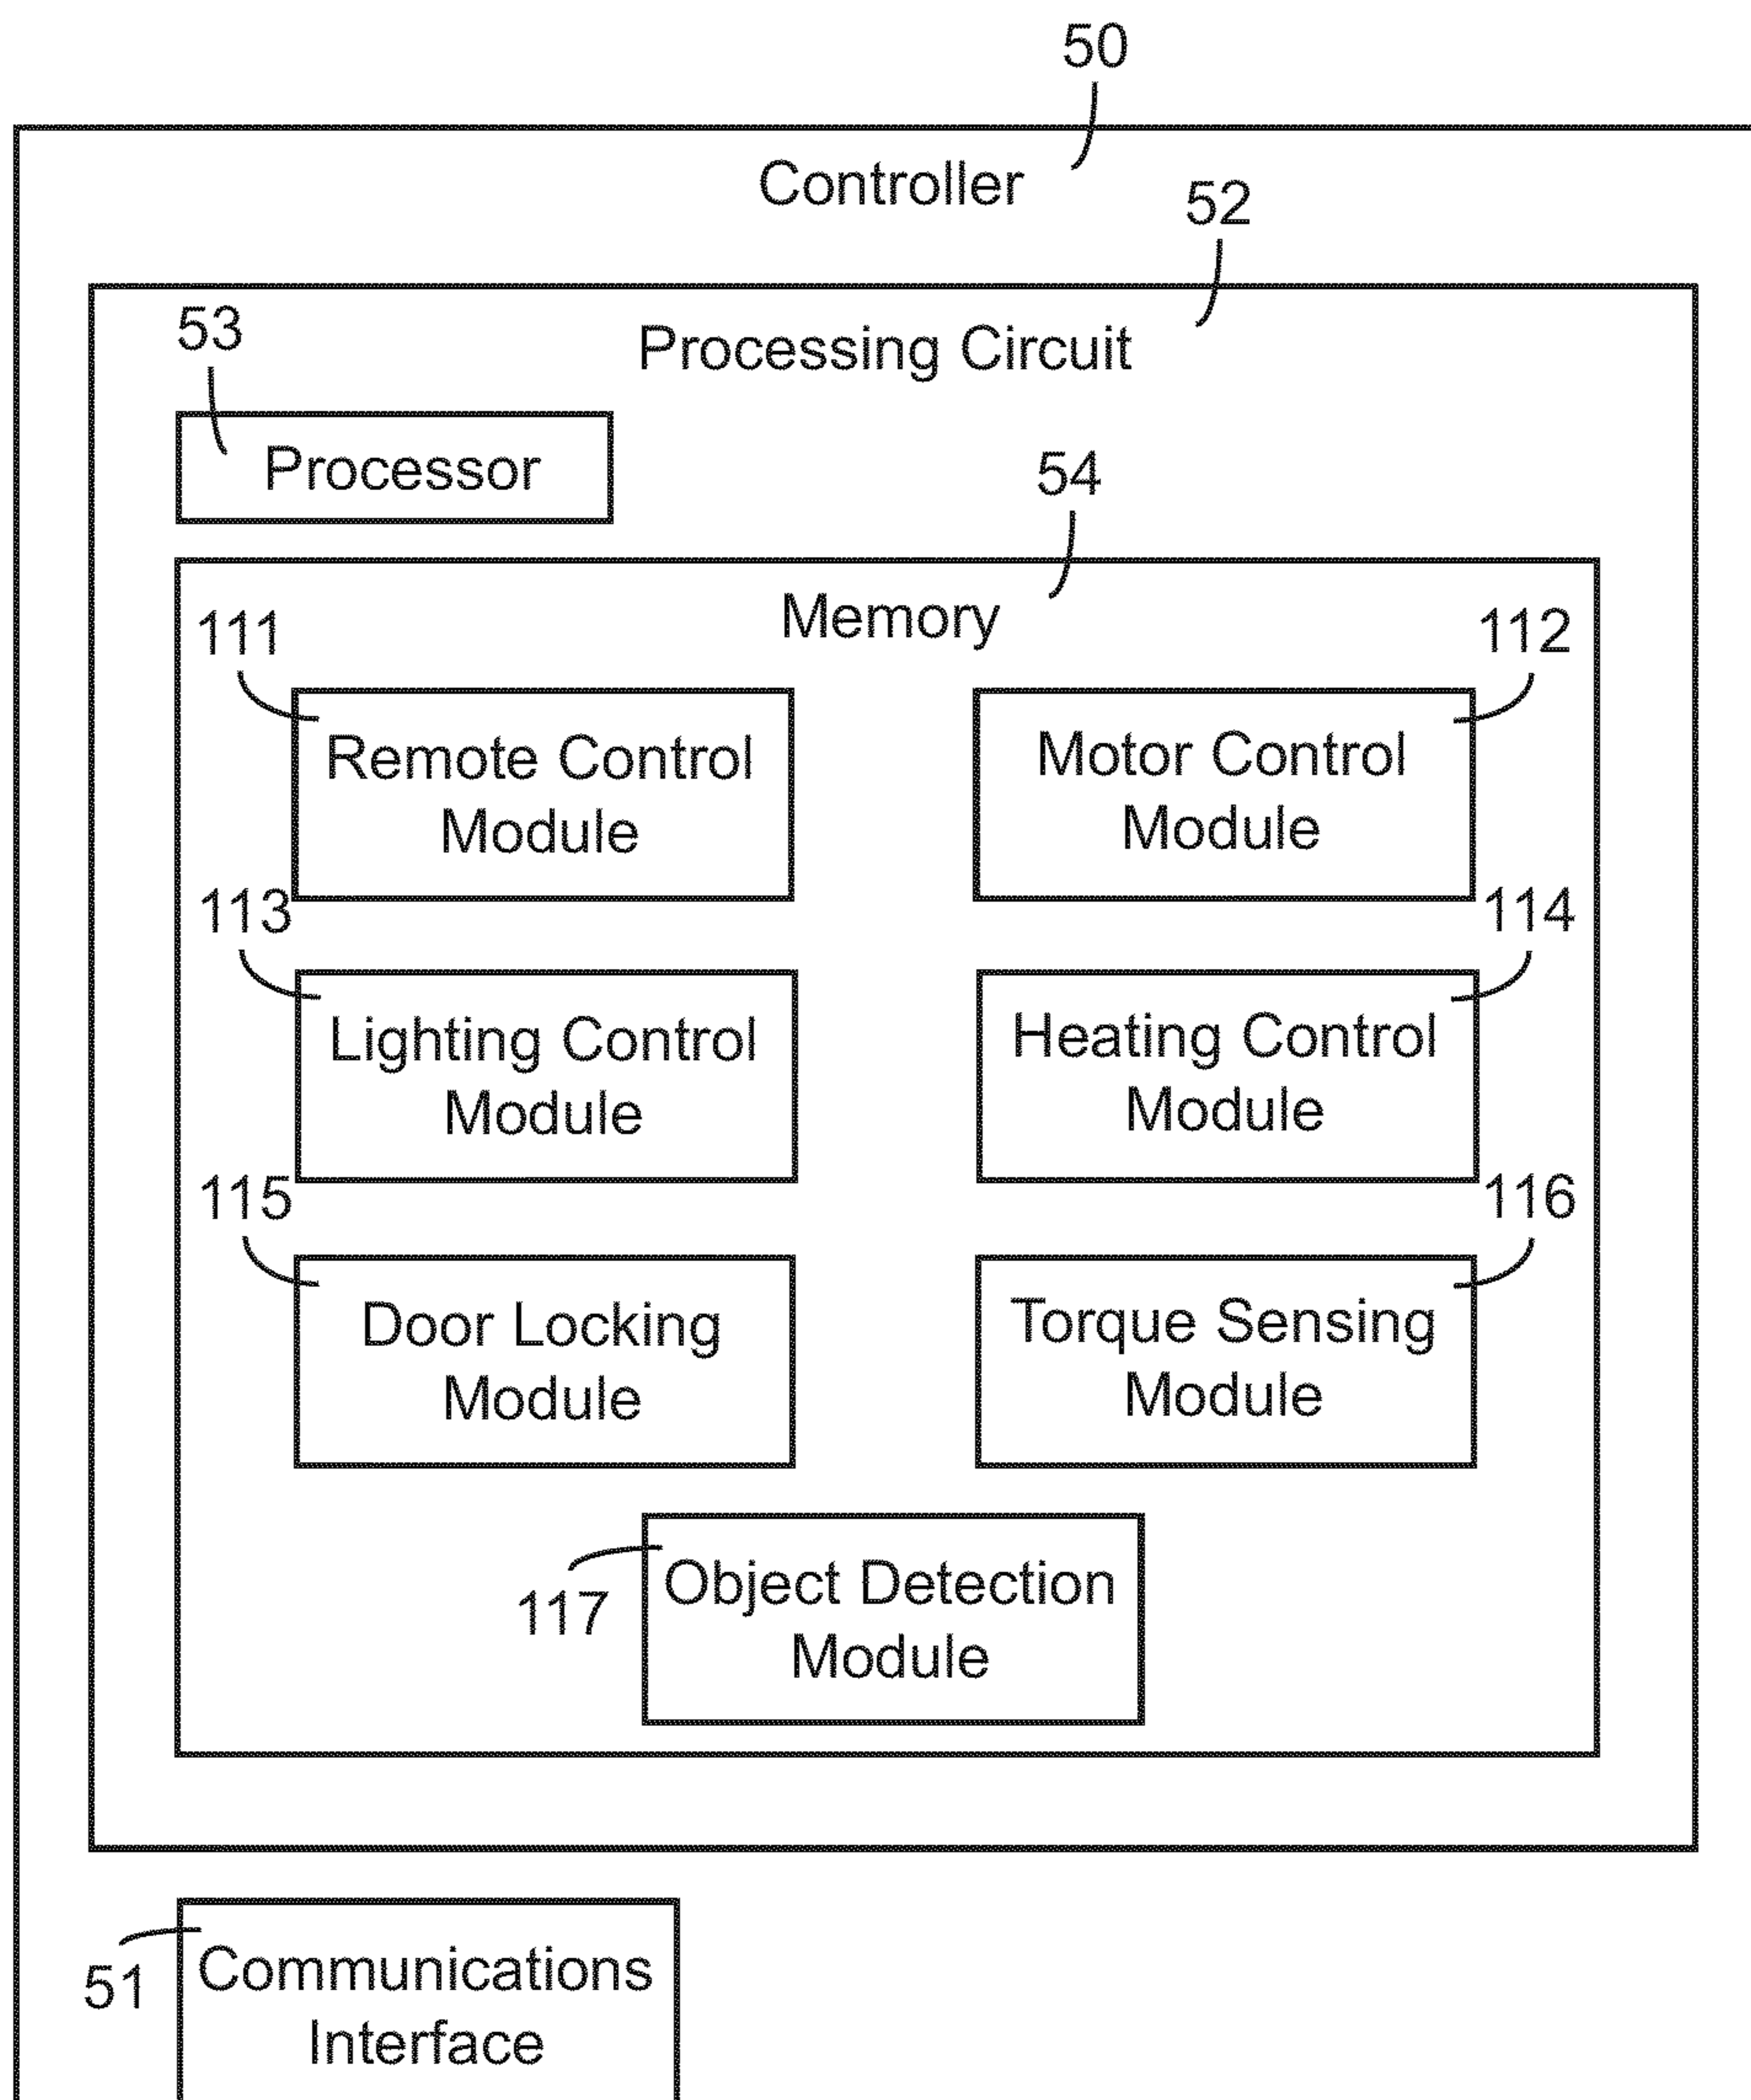 50
Controller
52
53
Processing Circuit
Processor
54
Memory
111
112
Remote Control
Module
Motor Control
Module
113
114
Lighting Control
Module
Heating Control
Module
115
116
Door Locking
Module
Torque Sensing
Module
117
Object Detection
Module
51
Communications
Interface